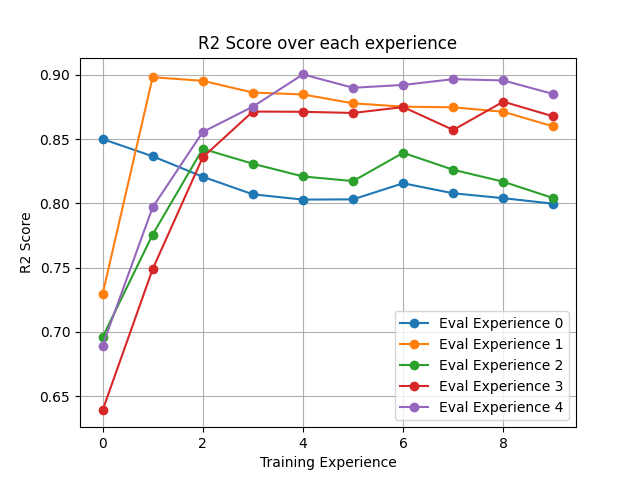 R2 Score over each experience
0.90
0.85
0.80
0.75
0.70
0.65
R2 Score
0 2 4 6 8
Training Experience
Eval Experience 0
Eval Experience 1
Eval Experience 2
Eval Experience 3
Eval Experience 4